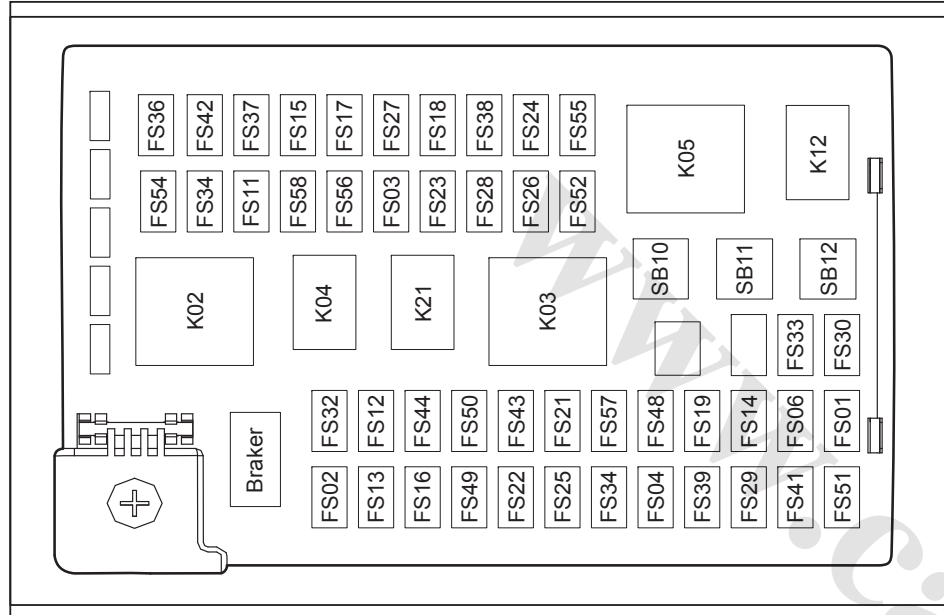 FS36 FS42 FS37 FS15 FS17 FS27 FS18 FS38 FS24 FS55
K05 K12
FS54 FS34 FS11 FS58 FS56 FS03 FS23 FS28 FS26 FS52
SB10 SB11 SB12
K02 K04 K21 K03
FS33 FS30
FS32 FS12 FS44 FS50 FS43 FS21 FS57 FS48 FS19 FS14 FS06 FS01
Braker
FS02 FS13 FS16 FS49 FS22 FS25 FS34 FS04 FS39 FS29 FS41 FS51
www.ca